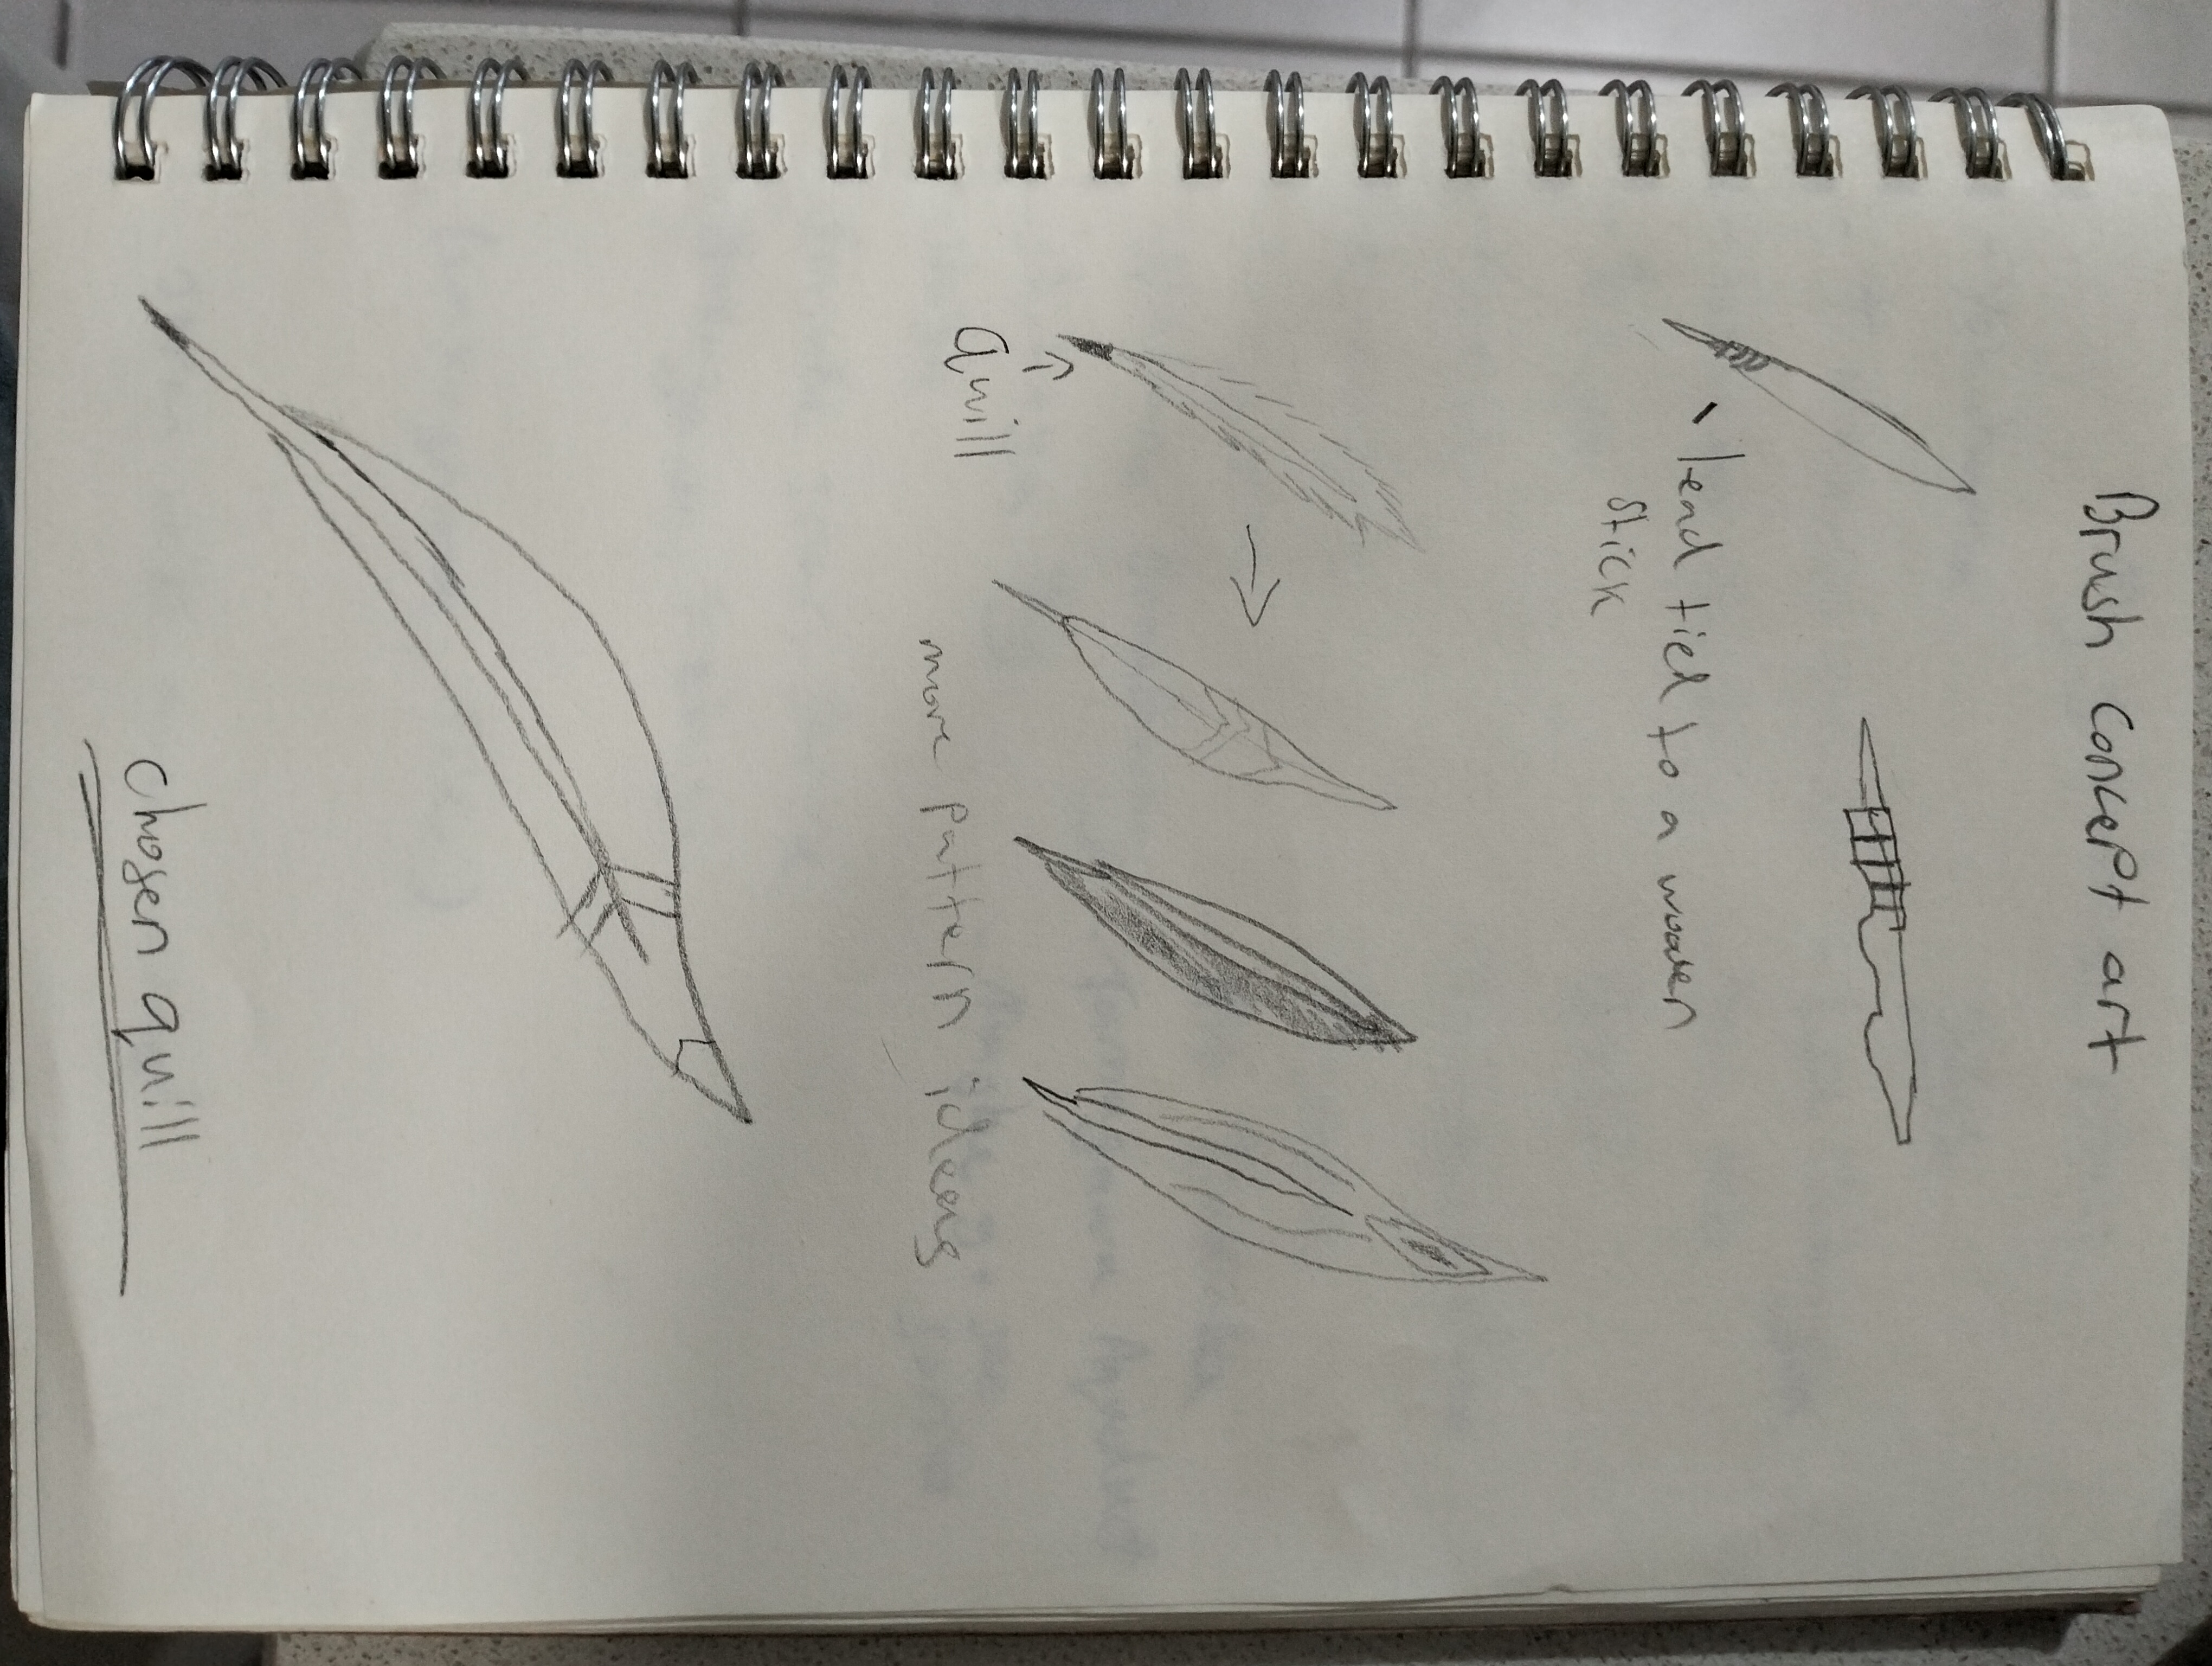 Brush Concept art
lead tied to a wooden
stick
Quill
more pattern ideas
Chosen quill